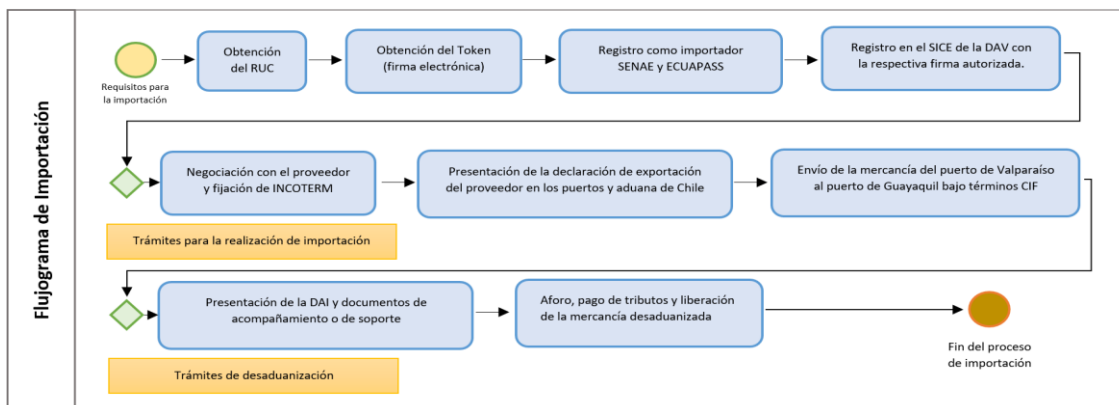 Flujograma de Importación
Requisitos para
la importación
Obtención
del RUC
Obtención del Token
(firma electrónica)
Registro como importador
SENAE y ECUAPASS
Registro en el SICE de la DAV con
la respectiva firma autorizada.
Negociación con el proveedor
y fijación de INCOTERM
Presentación de la declaración de exportación
del proveedor en los puertos y aduana de Chile
Envío de la mercancía del puerto de Valparaíso
al puerto de Guayaquil bajo términos CIF
Trámites para la realización de importación
Presentación de la DAI y documentos de
acompañamiento o de soporte
Aforo, pago de tributos y liberación
de la mercancía desaduanizada
Fin del proceso
de importación
Trámites de desaduanización